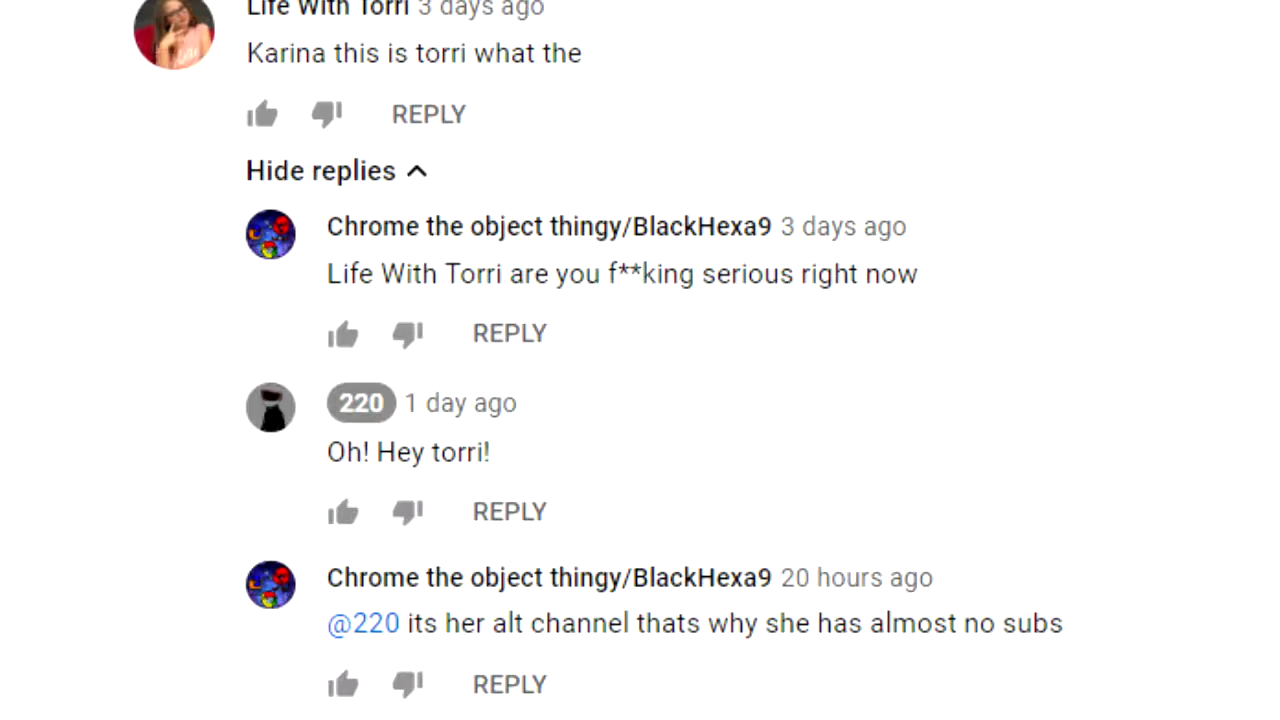 Life With Torri 3 days ago
Karina this is torri what the
REPLY
Hide replies
Chrome the object thingy/BlackHexa9 3 days ago
Life With Torri are you f**king serious right now
REPLY
220 1 day ago
Oh! Hey torri!
REPLY
Chrome the object thingy/BlackHexa9 20 hours ago
@220 its her alt channel thats why she has almost no subs
REPLY